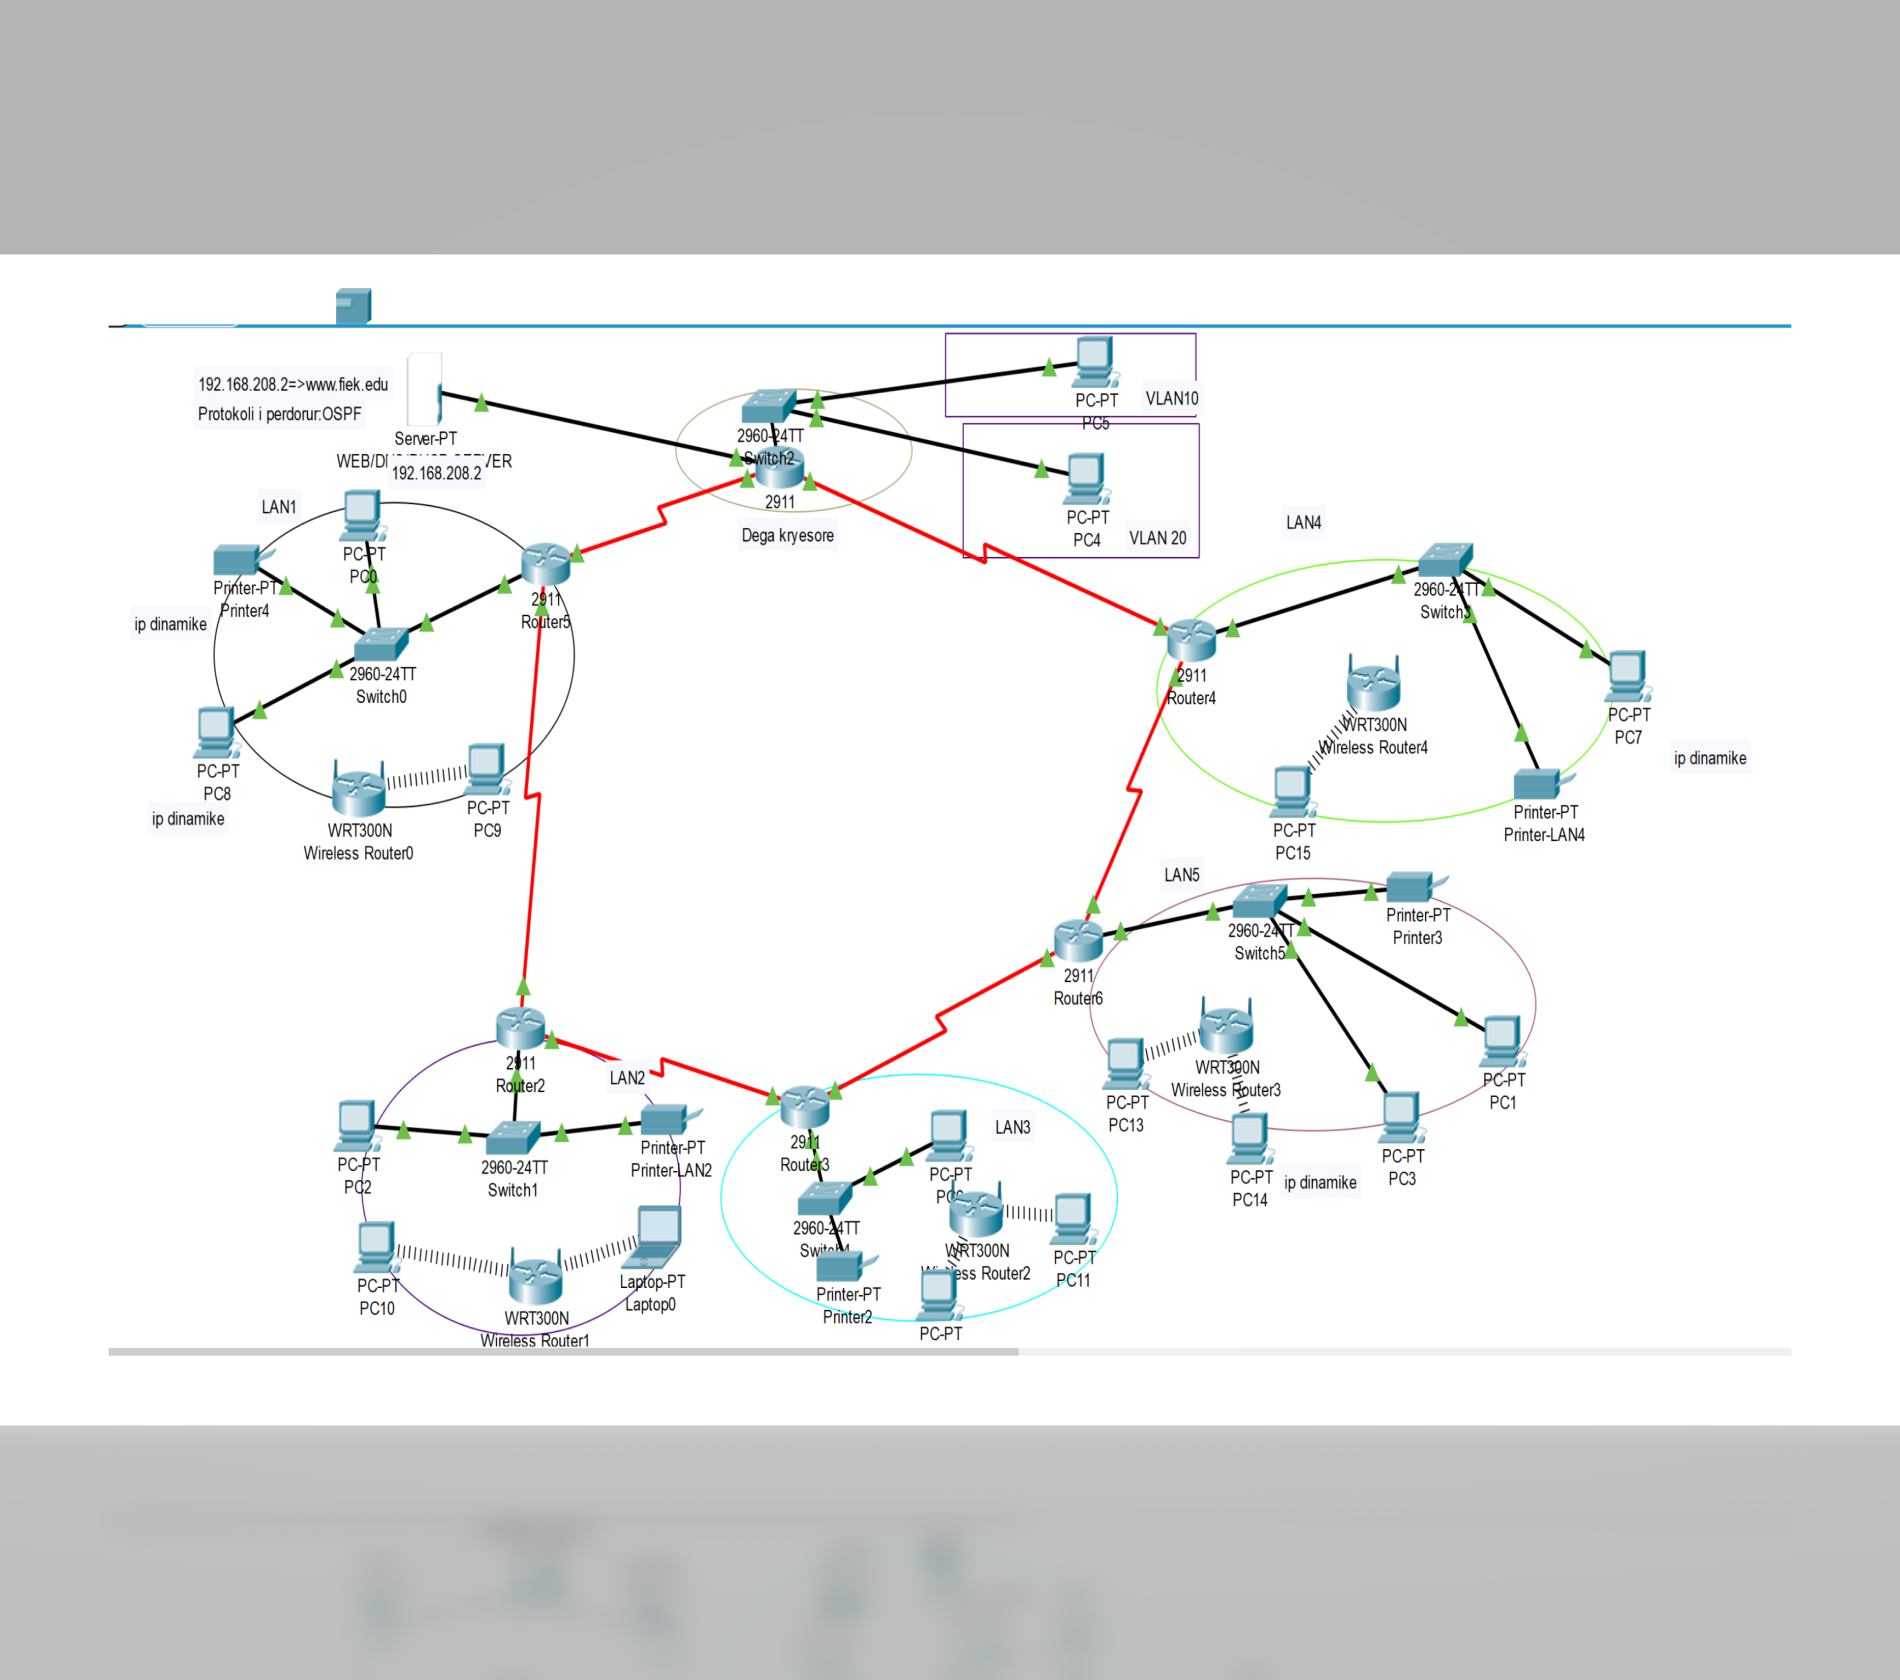 192.168.208.2=>www.fiek.edu
Protokoli i perdorur:OSPF
Server-PT
192.168.208.2
2960-24TT
Switch2
2911
Dega kryesore
PC-PT
PC5
VLAN10
PC-PT
PC4
VLAN 20
LAN1
PC-PT
PC0
Printer-PT
Printer4
ip dinamike
2911
Router5
2960-24TT
Switch0
PC-PT
PC8
ip dinamike
WRT300N
Wireless Router0
PC-PT
PC9
LAN4
2960-24TT
Switch3
2911
Router4
WRT300N
Wireless Router4
PC-PT
PC7
ip dinamike
PC-PT
PC15
Printer-PT
Printer-LAN4
LAN5
2960-24TT
Switch5
Printer-PT
Printer3
2911
Router6
WRT300N
Wireless Router3
PC-PT
PC13
PC-PT
PC14
ip dinamike
PC-PT
PC3
PC-PT
PC1
2911
Router2
LAN2
PC-PT
PC2
2960-24TT
Switch1
Printer-PT
Printer-LAN2
PC-PT
PC10
WRT300N
Wireless Router1
Laptop-PT
Laptop0
2911
Router3
LAN3
PC-PT
2960-24TT
Switch4
WRT300N
Wireless Router2
PC-PT
PC11
Printer-PT
Printer2
PC-PT